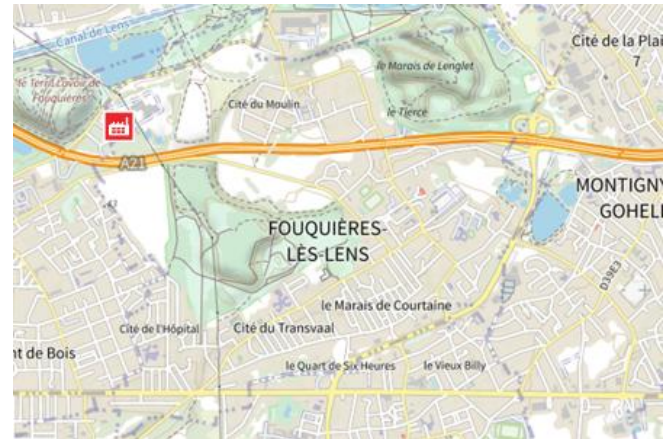 Canal de Lens
Cité de la Plai
7
le Marais de Lenglet
le Terril Lavoir de
Fouquières
Cité du Moulin
le Tierce
A21
MONTIGNY
GOHELL
FOUQUIÈRES-
LÈS-LENS
D39E3
le Marais de Courtaine
Cité de l'Hôpital
Cité du Transvaal
nt de Bois
le Quart de Six Heures
le Vieux Billy